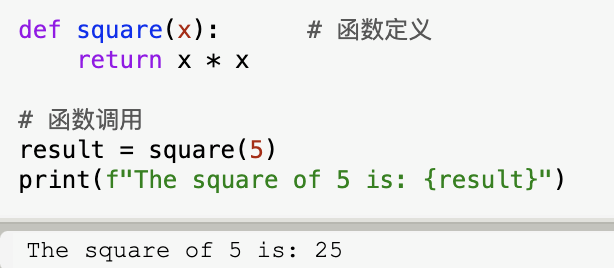 def square(x):      # 函数定义
    return x * x
# 函数调用
result = square(5)
print(f"The square of 5 is: {result}")
The square of 5 is: 25